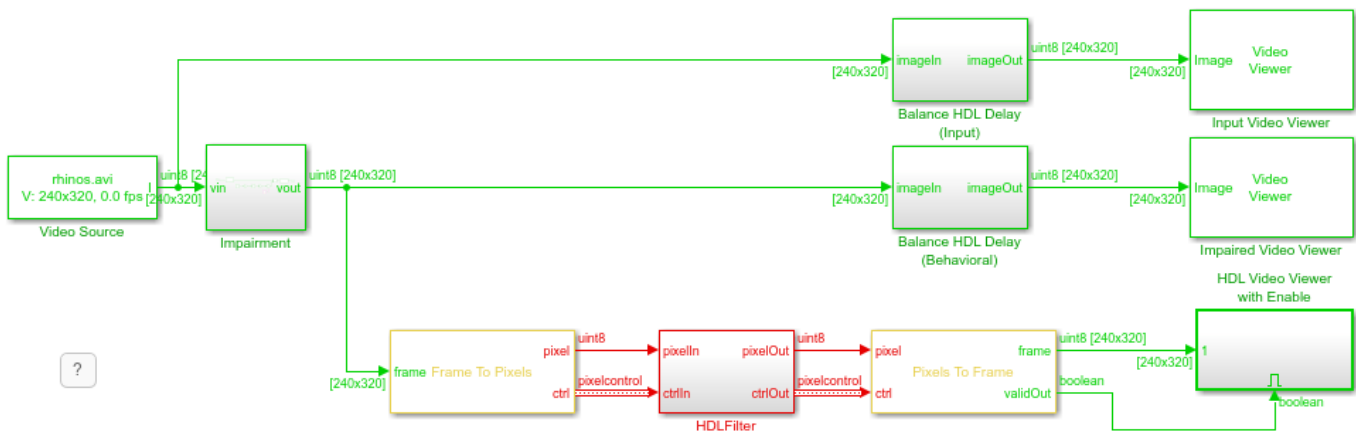 imageIn imageOut
uint8 [240x320]
[240x320]
[240x320]
Image
Video
Viewer
Balance HDL Delay
(Input)
Input Video Viewer
rhinos.avi
V: 240x320, 0.0 fps
I
[240x320]
Video Source
vin vout
Impairment
uint8 [240x320]
imageIn imageOut
uint8 [240x320]
[240x320]
[240x320]
Image
Video
Viewer
Balance HDL Delay
(Behavioral)
Impaired Video Viewer
HDL Video Viewer
with Enable
?
[240x320]
frame Frame To Pixels
pixel
ctrl
uint8
pixelcontrol
pixelIn pixelOut
ctrlIn ctrlOut
HDLFilter
uint8
pixelcontrol
pixel
ctrl
Pixels To Frame
frame
validOut
uint8 [240x320]
[240x320]
boolean
1
boolean